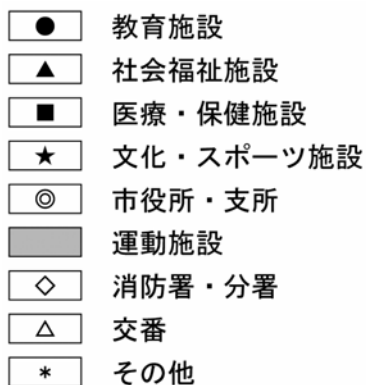 教育施設
社会福祉施設
医療・保健施設
文化・スポーツ施設
市役所・支所
運動施設
消防署・分署
交番
その他